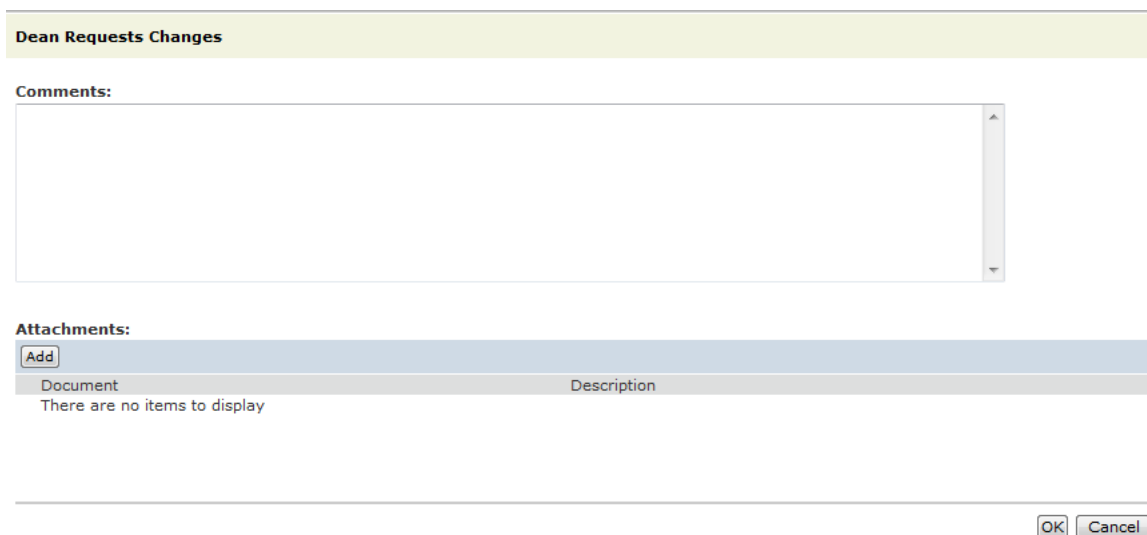 Dean Requests Changes
Comments:
Attachments:
Add
Document Description
There are no items to display
OK Cancel